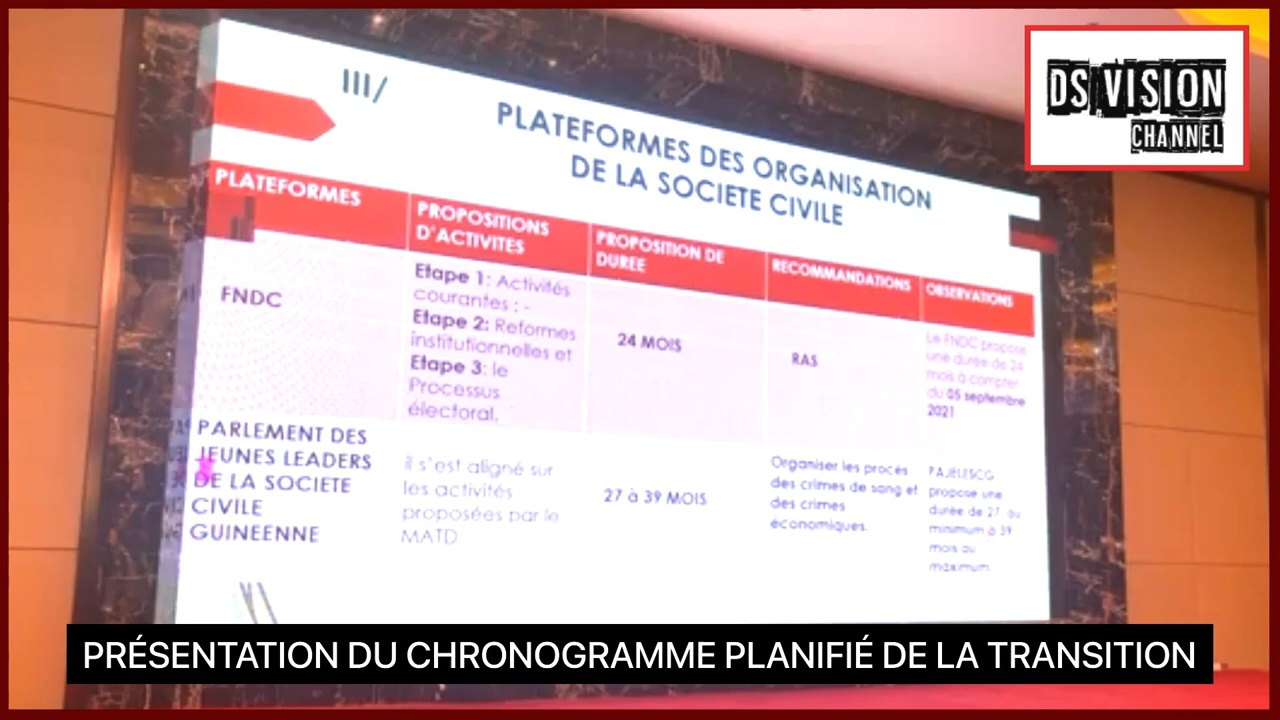 DS VISION
CHANNEL
III/
PLATEFORMES DES ORGANISATION
DE LA SOCIETE CIVILE
PLATEFORMES
PROPOSITIONS
D'ACTIVITES
PROPOSITION DE
DUREE
RECOMMANDATIONS
OBSERVATIONS
FNDC
Etape 1: Activités
courantes ; -
Etape 2: Reformes
institutionnelles et
Etape 3: le
Processus
électoral.
24 MOIS
RAS
Le FNDC propose
une durée de 24
mois à compter
du 05 septembre
2021
PARLEMENT DES
JEUNES LEADERS
DE LA SOCIETE
CIVILE
GUINEENNE
il s'est aligné sur
les activités
proposées par le
MATD
27 à 39 MOIS
Organiser les procès
des crimes de sang et
des crimes
économiques.
PAJELESCG
propose une
durée de 27 au
minimum à 39
mois au
maximum.
PRÉSENTATION DU CHRONOGRAMME PLANIFIÉ DE LA TRANSITION